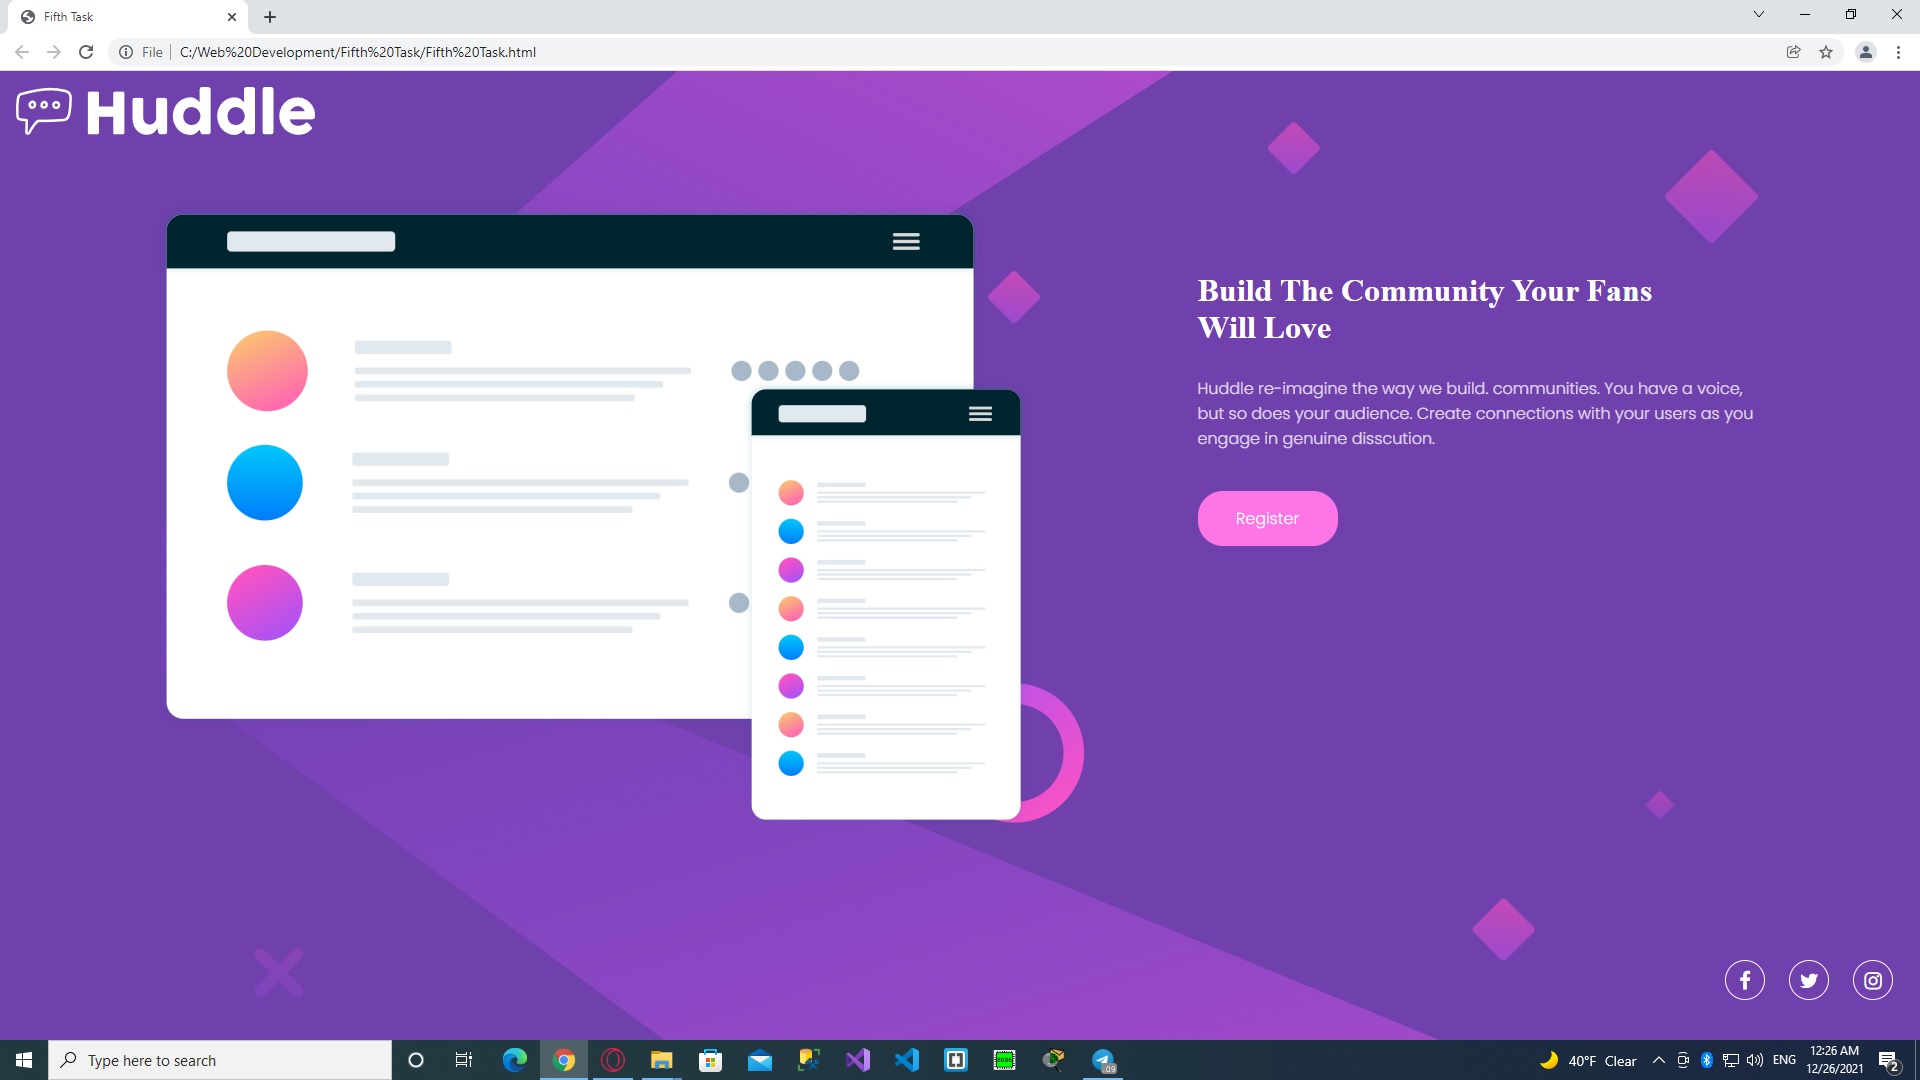 Fifth Task
File
C:/Web%20Development/Fifth%20Task/Fifth%20Task.html
Huddle
Build The Community Your Fans
Will Love
Huddle re-imagine the way we build. communities. You have a voice,
but so does your audience. Create connections with your users as you
engage in genuine disscution.
Register
Type here to search
.09
40°F Clear
ENG
12:26 AM
12/26/2021
2